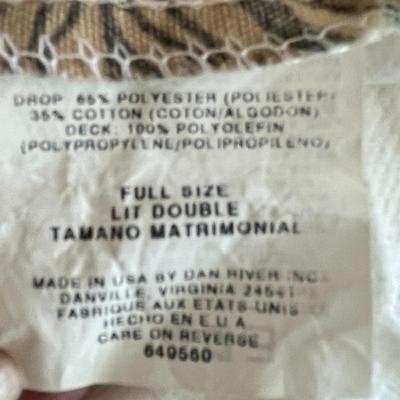 DROP: 65% POLYESTER (POLIESTER)
35% COTTON (COTON/ALGODON)
DECK: 100% POLYOLEFIN
(POLYPROPYLENE/POLIPROPILENO)
FULL SIZE
LIT DOUBLE
TAMANO MATRIMONIAL
MADE IN USA BY DAN RIVER INC.
DANVILLE, VIRGINIA 24541
FABRIQUE AUX ETATS-UNIS
HECHO EN E.U.A.
CARE ON REVERSE
649560